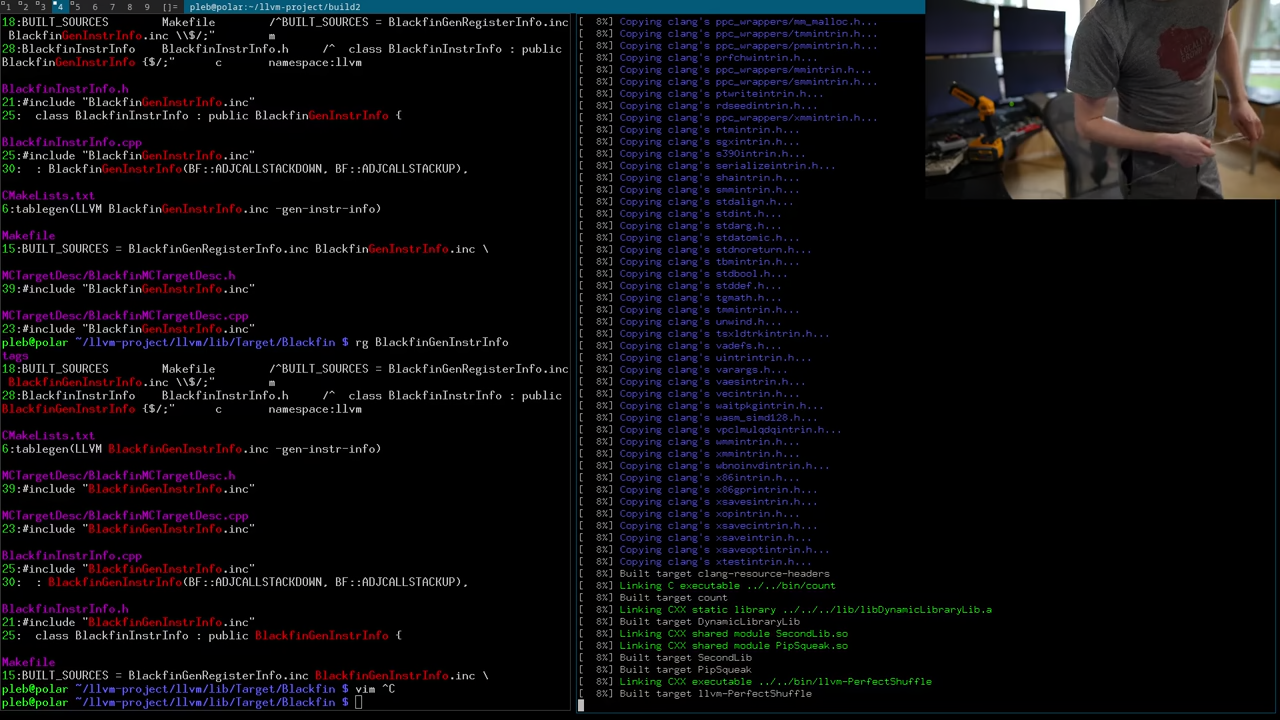 1 2 3 4 5 6 7 8 9 []= pleb@polar:~/llvm-project/build2
18:BUILT_SOURCES Makefile /^BUILT_SOURCES = BlackfinGenRegisterInfo.inc
BlackfinGenInstrInfo.inc \\$/;" m
28:BlackfinInstrInfo BlackfinInstrInfo.h /^ class BlackfinInstrInfo : public
BlackfinGenInstrInfo {$/;" c namespace:llvm
BlackfinInstrInfo.h
21:#include "BlackfinGenInstrInfo.inc"
25: class BlackfinInstrInfo : public BlackfinGenInstrInfo {
BlackfinInstrInfo.cpp
25:#include "BlackfinGenInstrInfo.inc"
30: : BlackfinGenInstrInfo(BF::ADJCALLSTACKDOWN, BF::ADJCALLSTACKUP),
CMakeLists.txt
6:tablegen(LLVM BlackfinGenInstrInfo.inc -gen-instr-info)
Makefile
15:BUILT_SOURCES = BlackfinGenRegisterInfo.inc BlackfinGenInstrInfo.inc \
MCTargetDesc/BlackfinMCTargetDesc.h
39:#include "BlackfinGenInstrInfo.inc"
MCTargetDesc/BlackfinMCTargetDesc.cpp
23:#include "BlackfinGenInstrInfo.inc"
pleb@polar ~/llvm-project/llvm/lib/Target/Blackfin $ rg BlackfinGenInstrInfo
tags
18:BUILT_SOURCES Makefile /^BUILT_SOURCES = BlackfinGenRegisterInfo.inc
BlackfinGenInstrInfo.inc \\$/;" m
28:BlackfinInstrInfo BlackfinInstrInfo.h /^ class BlackfinInstrInfo : public
BlackfinGenInstrInfo {$/;" c namespace:llvm
CMakeLists.txt
6:tablegen(LLVM BlackfinGenInstrInfo.inc -gen-instr-info)
MCTargetDesc/BlackfinMCTargetDesc.h
39:#include "BlackfinGenInstrInfo.inc"
MCTargetDesc/BlackfinMCTargetDesc.cpp
23:#include "BlackfinGenInstrInfo.inc"
BlackfinInstrInfo.cpp
25:#include "BlackfinGenInstrInfo.inc"
30: : BlackfinGenInstrInfo(BF::ADJCALLSTACKDOWN, BF::ADJCALLSTACKUP),
BlackfinInstrInfo.h
21:#include "BlackfinGenInstrInfo.inc"
25: class BlackfinInstrInfo : public BlackfinGenInstrInfo {
Makefile
15:BUILT_SOURCES = BlackfinGenRegisterInfo.inc BlackfinGenInstrInfo.inc \
pleb@polar ~/llvm-project/llvm/lib/Target/Blackfin $ vim ^C
pleb@polar ~/llvm-project/llvm/lib/Target/Blackfin $
[ 8%] Copying clang's ppc_wrappers/mm_malloc.h...
[ 8%] Copying clang's ppc_wrappers/tmmintrin.h...
[ 8%] Copying clang's ppc_wrappers/pmmintrin.h...
[ 8%] Copying clang's prfchwintrin.h...
[ 8%] Copying clang's ppc_wrappers/mmintrin.h...
[ 8%] Copying clang's ppc_wrappers/smmintrin.h...
[ 8%] Copying clang's ptwriteintrin.h...
[ 8%] Copying clang's rdseedintrin.h...
[ 8%] Copying clang's ppc_wrappers/xmmintrin.h...
[ 8%] Copying clang's rtmintrin.h...
[ 8%] Copying clang's sgxintrin.h...
[ 8%] Copying clang's s390intrin.h...
[ 8%] Copying clang's serializeintrin.h...
[ 8%] Copying clang's shaintrin.h...
[ 8%] Copying clang's smmintrin.h...
[ 8%] Copying clang's stdalign.h...
[ 8%] Copying clang's stdint.h...
[ 8%] Copying clang's stdarg.h...
[ 8%] Copying clang's stdatomic.h...
[ 8%] Copying clang's stdnoreturn.h...
[ 8%] Copying clang's tbmintrin.h...
[ 8%] Copying clang's stdbool.h...
[ 8%] Copying clang's stddef.h...
[ 8%] Copying clang's tgmath.h...
[ 8%] Copying clang's tmmintrin.h...
[ 8%] Copying clang's unwind.h...
[ 8%] Copying clang's tsxldtrkintrin.h...
[ 8%] Copying clang's vadefs.h...
[ 8%] Copying clang's uintrintrin.h...
[ 8%] Copying clang's varargs.h...
[ 8%] Copying clang's vaesintrin.h...
[ 8%] Copying clang's vecintrin.h...
[ 8%] Copying clang's waitpkgintrin.h...
[ 8%] Copying clang's wasm_simd128.h...
[ 8%] Copying clang's vpclmulqdqintrin.h...
[ 8%] Copying clang's wmmintrin.h...
[ 8%] Copying clang's xmmintrin.h...
[ 8%] Copying clang's wbnoinvdintrin.h...
[ 8%] Copying clang's x86intrin.h...
[ 8%] Copying clang's x86gprintrin.h...
[ 8%] Copying clang's xsavesintrin.h...
[ 8%] Copying clang's xopintrin.h...
[ 8%] Copying clang's xsavecintrin.h...
[ 8%] Copying clang's xsaveintrin.h...
[ 8%] Copying clang's xsaveoptintrin.h...
[ 8%] Copying clang's xtestintrin.h...
[ 8%] Built target clang-resource-headers
[ 8%] Linking C executable ../../bin/count
[ 8%] Built target count
[ 8%] Linking CXX static library ../../../lib/libDynamicLibraryLib.a
[ 8%] Built target DynamicLibraryLib
[ 8%] Linking CXX shared module SecondLib.so
[ 8%] Linking CXX shared module PipSqueak.so
[ 8%] Built target SecondLib
[ 8%] Built target PipSqueak
[ 8%] Linking CXX executable ../../bin/llvm-PerfectShuffle
[ 8%] Built target llvm-PerfectShuffle